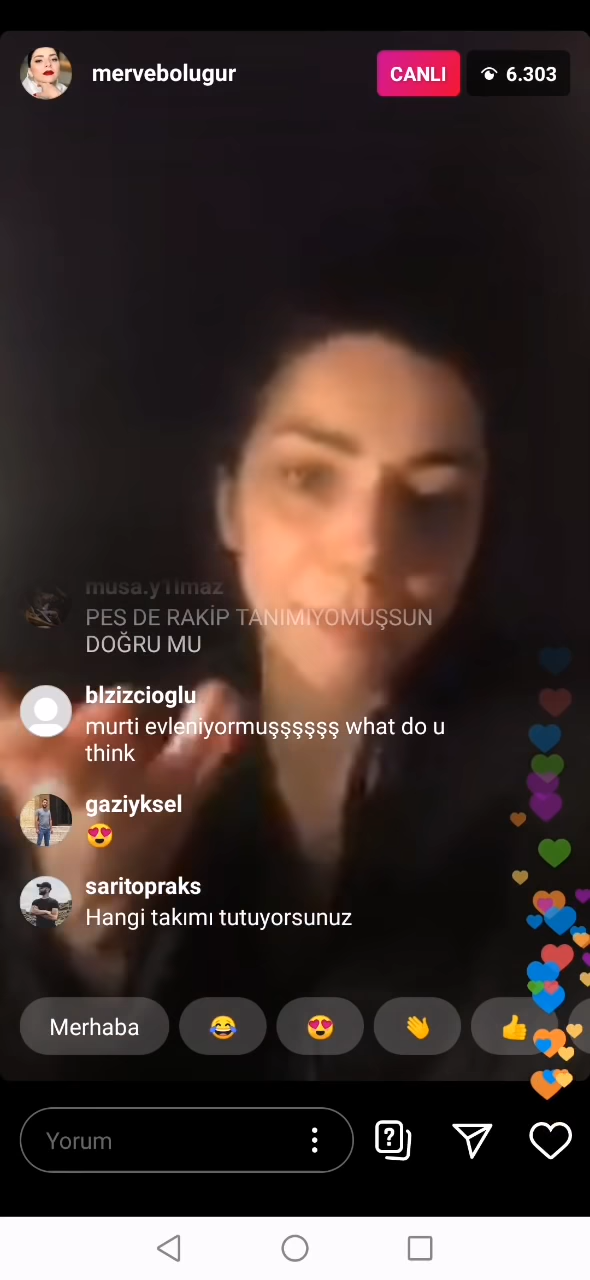 mervebolugur
CANLI
6.303
musa.y1lmaz
PES DE RAKİP TANIMIYOMUŞSUN
DOĞRU MU
blzizcioglu
murti evleniyormuşşşşşş what do u
think
gaziyksel
😍
saritopraks
Hangi takımı tutuyorsunuz
Merhaba 😂 😍 👋 👍
Yorum